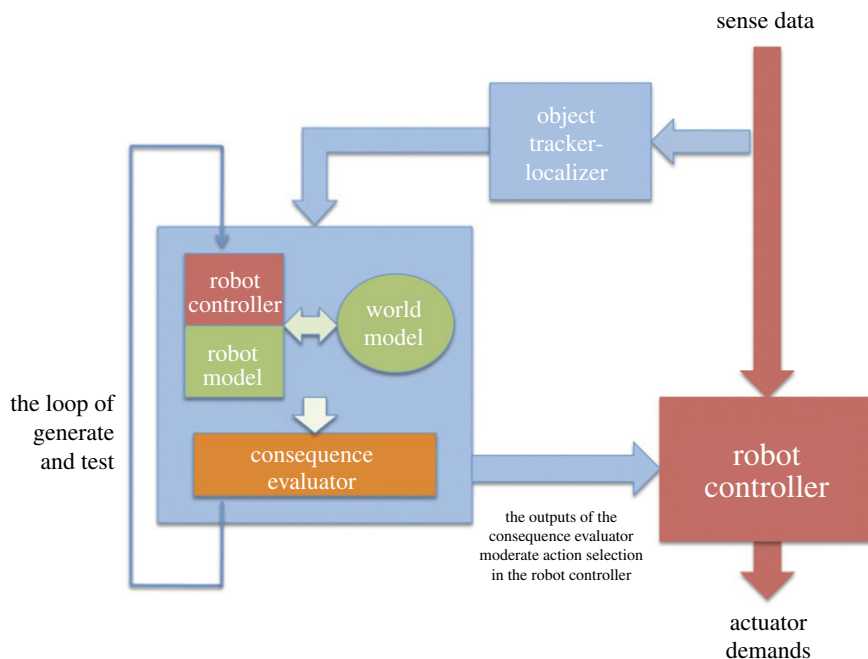 sense data
object
tracker-
localizer
robot
controller
robot
model
world
model
the loop of
generate
and test
consequence
evaluator
robot
controller
the outputs of the
consequence evaluator
moderate action selection
in the robot controller
actuator
demands